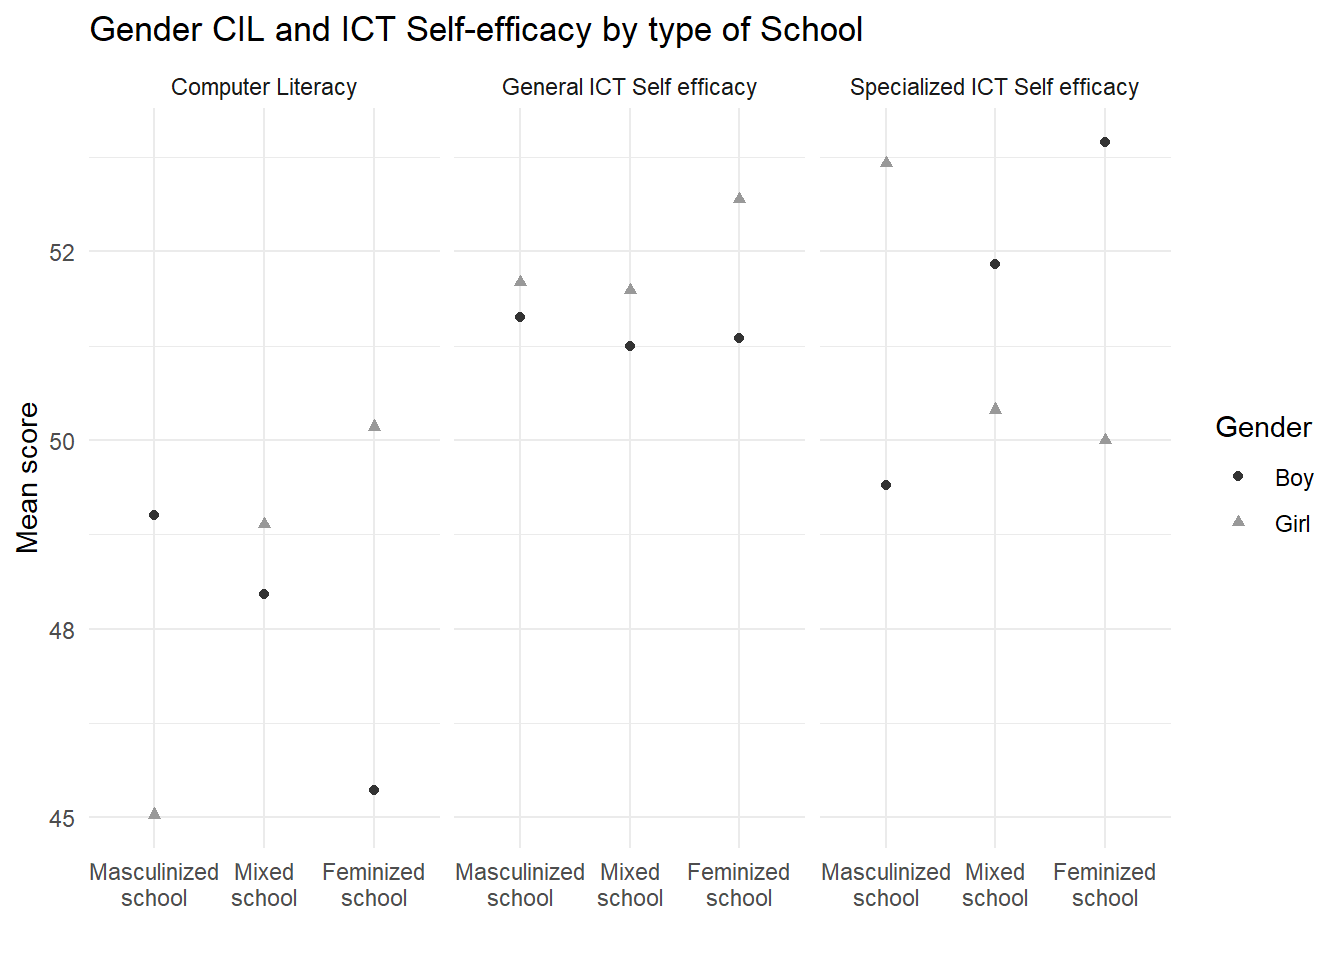 Gender CIL and ICT Self-efficacy by type of School
Computer Literacy
General ICT Self efficacy
Specialized ICT Self efficacy
Mean score
52
50
48
45
Masculinized school
Mixed school
Feminized school
Masculinized school
Mixed school
Feminized school
Masculinized school
Mixed school
Feminized school
Gender
Boy
Girl